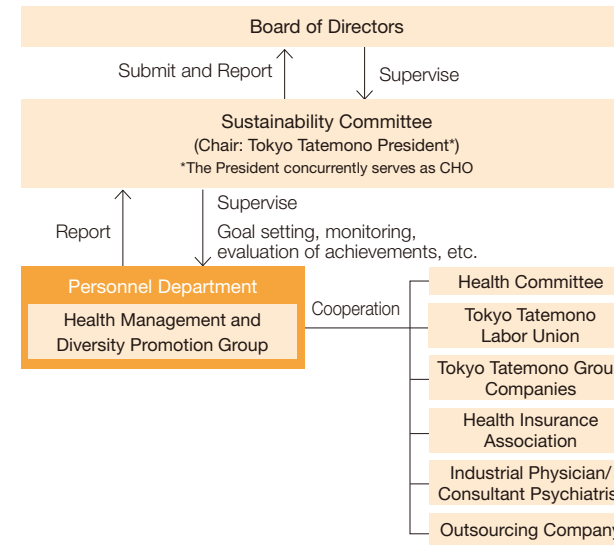 Board of Directors
Submit and Report
Supervise
Sustainability Committee
(Chair: Tokyo Tatemono President*)
*The President concurrently serves as CHO
Report
Supervise
Goal setting, monitoring,
evaluation of achievements, etc.
Personnel Department
Health Management and
Diversity Promotion Group
Cooperation
Health Committee
Tokyo Tatemono
Labor Union
Tokyo Tatemono Grou
Companies
Health Insurance
Association
Industrial Physician/
Consultant Psychiatris
Outsourcing Company